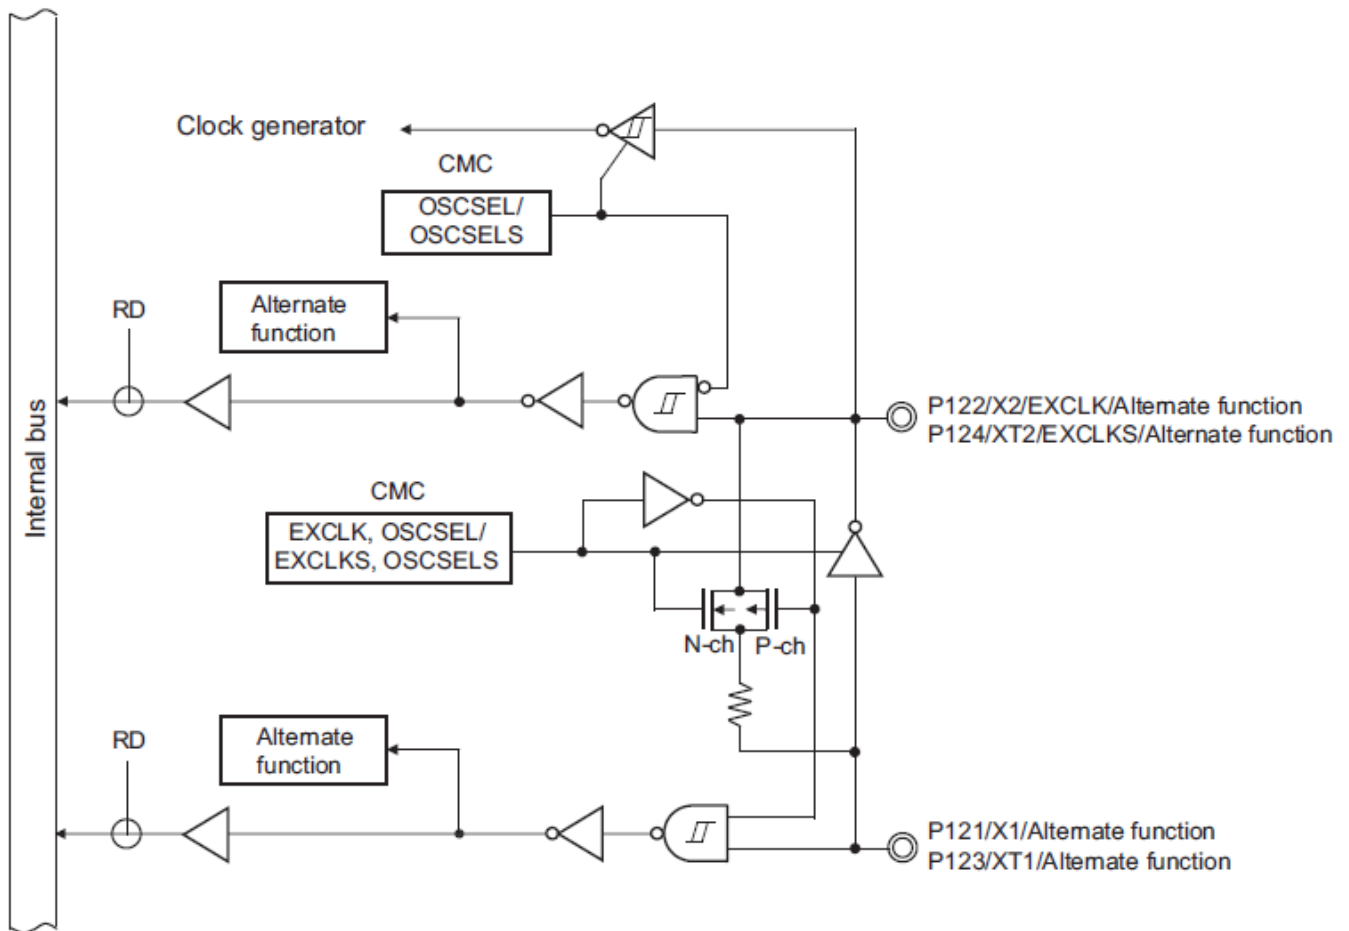 Clock generator
CMC
OSCSEL/
OSCSELS
Alternate
function
RD
P122/X2/EXCLK/Alternate function
P124/XT2/EXCLKS/Alternate function
Internal bus
CMC
EXCLK, OSCSEL/
EXCLKS, OSCSELS
N-ch
P-ch
Alternate
function
RD
P121/X1/Alternate function
P123/XT1/Alternate function